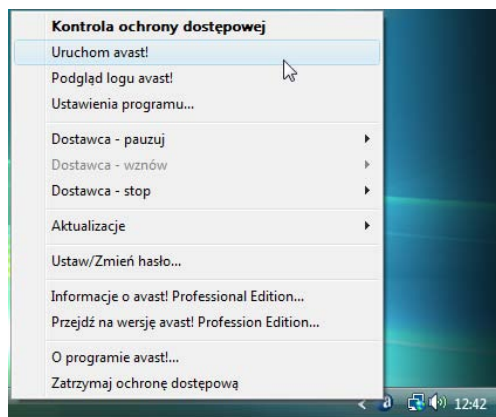 Kontrola ochrony dostępowej
Uruchom avast!
Podgląd logu avast!
Ustawienia programu...
Dostawca - pauzuj
Dostawca - wznów
Dostawca - stop
Aktualizacje
Ustaw/Zmień hasło...
Informacje o avast! Professional Edition...
Przejdź na wersję avast! Profession Edition...
O programie avast!...
Zatrzymaj ochronę dostępową
12:42